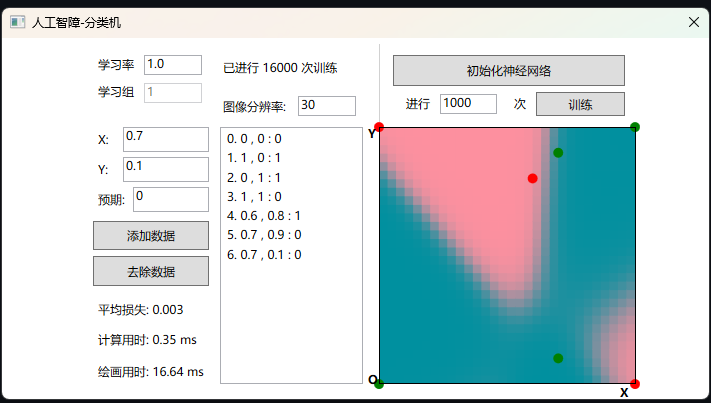 人工智障-分类机
学习率 1.0
学习组 1
已进行 16000 次训练
图像分辨率: 30
初始化神经网络
进行 1000 次 训练
X: 0.7
Y: 0.1
预期: 0
添加数据
去除数据
平均损失: 0.003
计算用时: 0.35 ms
绘画用时: 16.64 ms
0. 0 , 0 : 0
1. 1 , 0 : 1
2. 0 , 1 : 1
3. 1 , 1 : 0
4. 0.6 , 0.8 : 1
5. 0.7 , 0.9 : 0
6. 0.7 , 0.1 : 0
Y
O
X